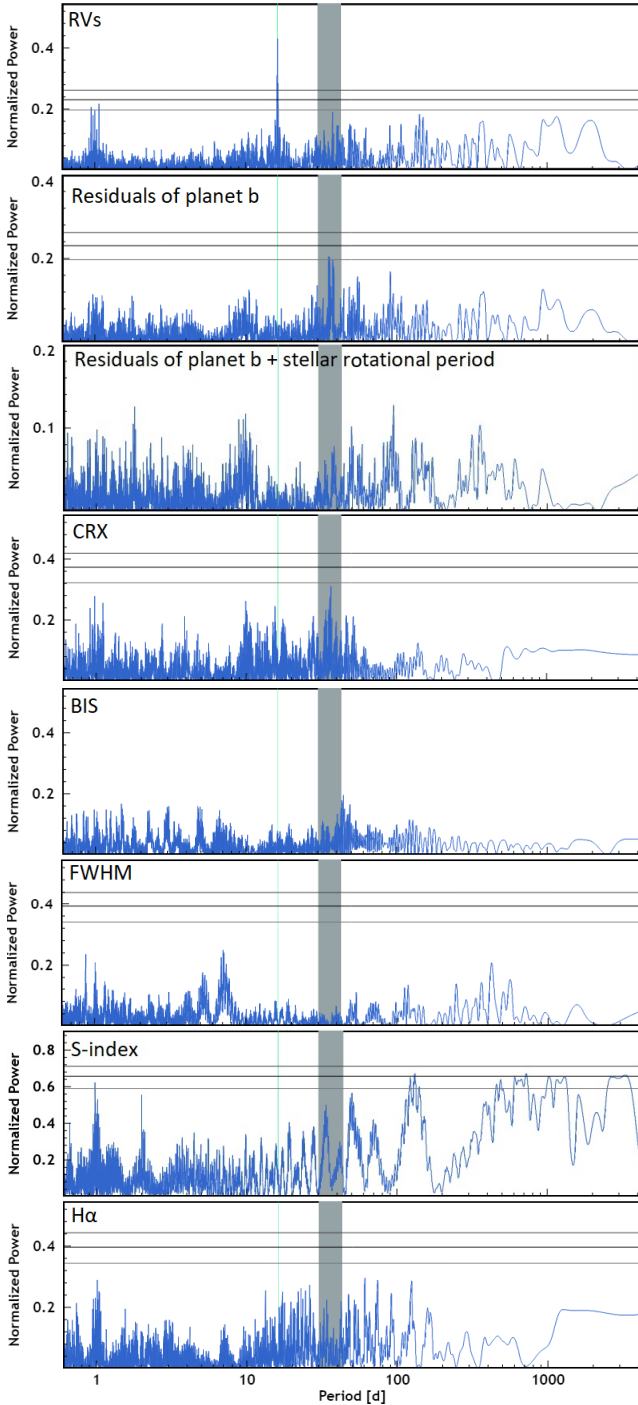 RVs
Normalized Power
0.4
0.2
Residuals of planet b
Normalized Power
0.4
0.2
Residuals of planet b + stellar rotational period
Normalized Power
0.2
0.1
CRX
Normalized Power
0.4
0.2
BIS
Normalized Power
0.4
0.2
FWHM
Normalized Power
0.4
0.2
S-index
Normalized Power
0.8
0.6
0.4
0.2
Hα
Normalized Power
0.4
0.2
1 10 100 1000
Period [d]